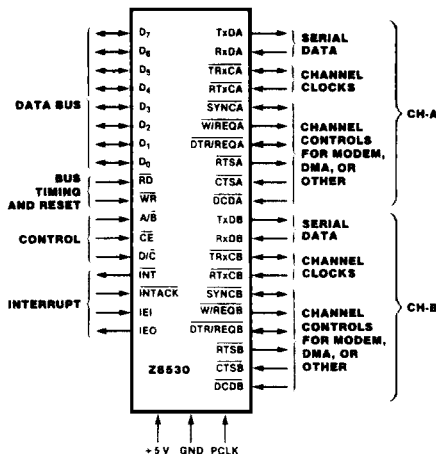 DATA BUS
BUS
TIMING
AND RESET
CONTROL
INTERRUPT
D7
D6
D5
D4
D3
D2
D1
D0
RD
WR
A/B
CE
D/C
INT
INTACK
IEI
IEO
Z8530
TxDA
RxDA
TRxCA
RTxCA
SYNCA
W/REQA
DTR/REQA
RTSA
CTSA
DCDA
TxDB
RxDB
TRxCB
RTxCB
SYNCB
W/REQB
DTR/REQB
RTSB
CTSB
DCDB
SERIAL
DATA
CHANNEL
CLOCKS
CHANNEL
CONTROLS
FOR MODEM,
DMA, OR
OTHER
CH-A
SERIAL
DATA
CHANNEL
CLOCKS
CHANNEL
CONTROLS
FOR MODEM,
DMA, OR
OTHER
CH-B
+5 V GND PCLK